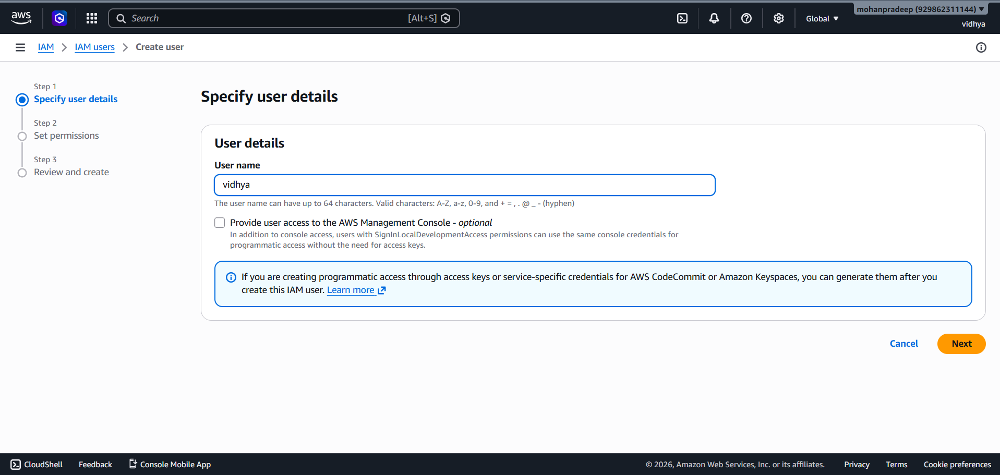 aws
Search
[Alt+S]
Global
mohanpradeep (929862311144)
vidhya
IAM
IAM users
Create user
Step 1
Specify user details
Step 2
Set permissions
Step 3
Review and create
Specify user details
User details
User name
vidhya
The user name can have up to 64 characters. Valid characters: A-Z, a-z, 0-9, and + = , . @ _ - (hyphen)
Provide user access to the AWS Management Console - optional
In addition to console access, users with SignInLocalDevelopmentAccess permissions can use the same console credentials for
programmatic access without the need for access keys.
If you are creating programmatic access through access keys or service-specific credentials for AWS CodeCommit or Amazon Keyspaces, you can generate them after you
create this IAM user. Learn more
Cancel
Next
CloudShell
Feedback
Console Mobile App
© 2026, Amazon Web Services, Inc. or its affiliates.
Privacy
Terms
Cookie preferences